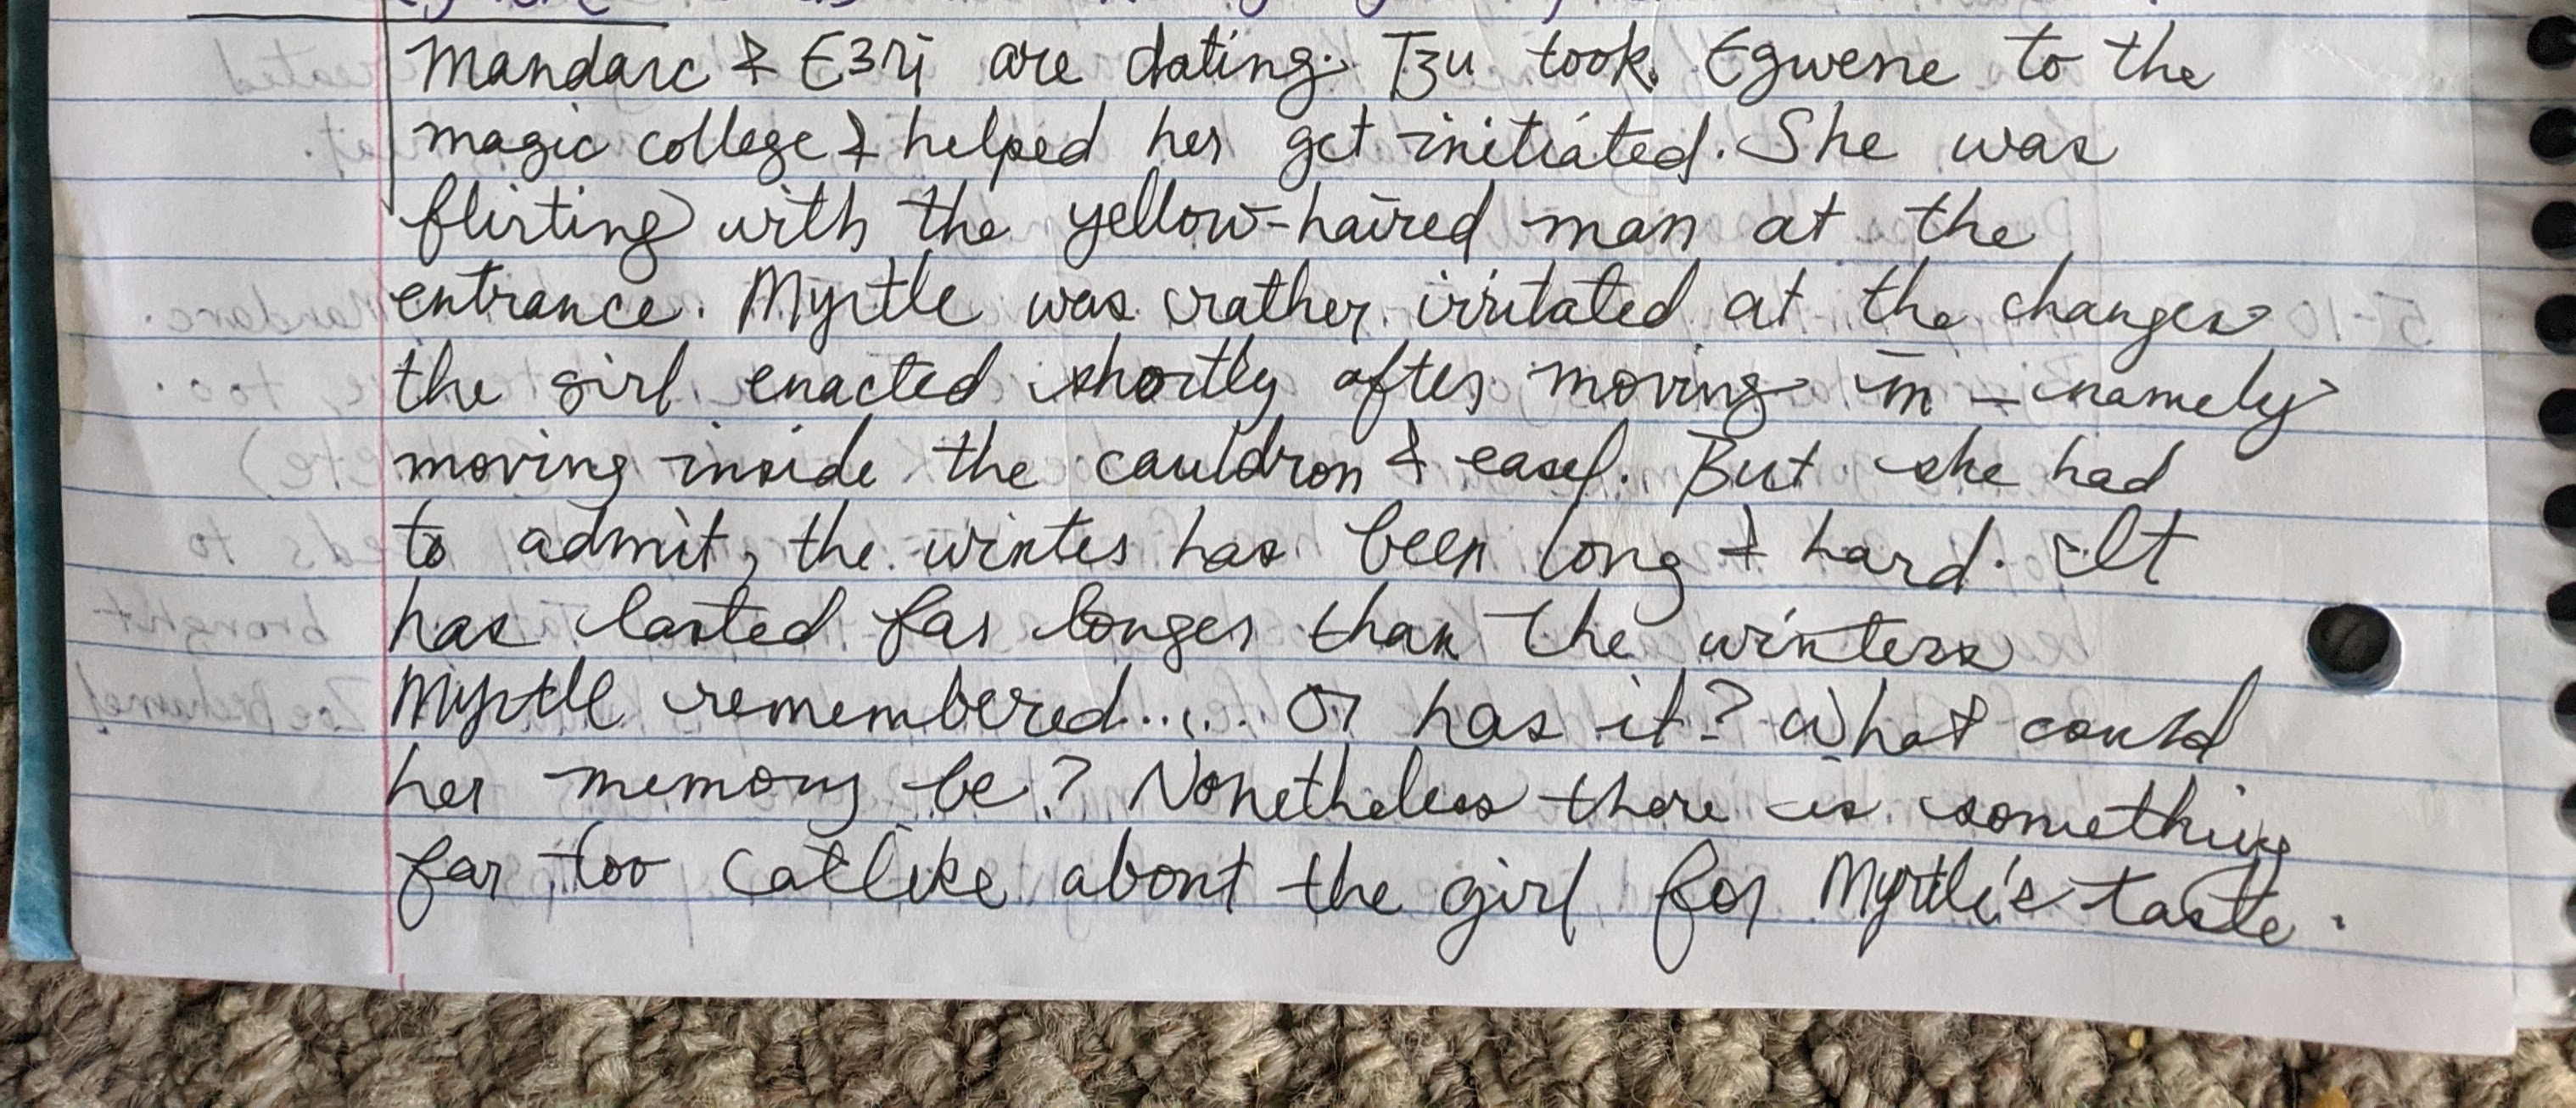 Mandarc & Ezri are dating. Tzu took Egwene to the
magic college & helped her get initiated. She was
flirting with the yellow-haired man at the
entrance. Myrtle was rather irritated at the changes
the girl enacted shortly after moving in - namely
moving inside the cauldron & easel. But she had
to admit, the winter has been long & hard. It
has lasted far longer than the winters
Myrtle remembered..... Or has it? What could
her memory be? Nonetheless there is something
far too catlike about the girl for Myrtle's taste.